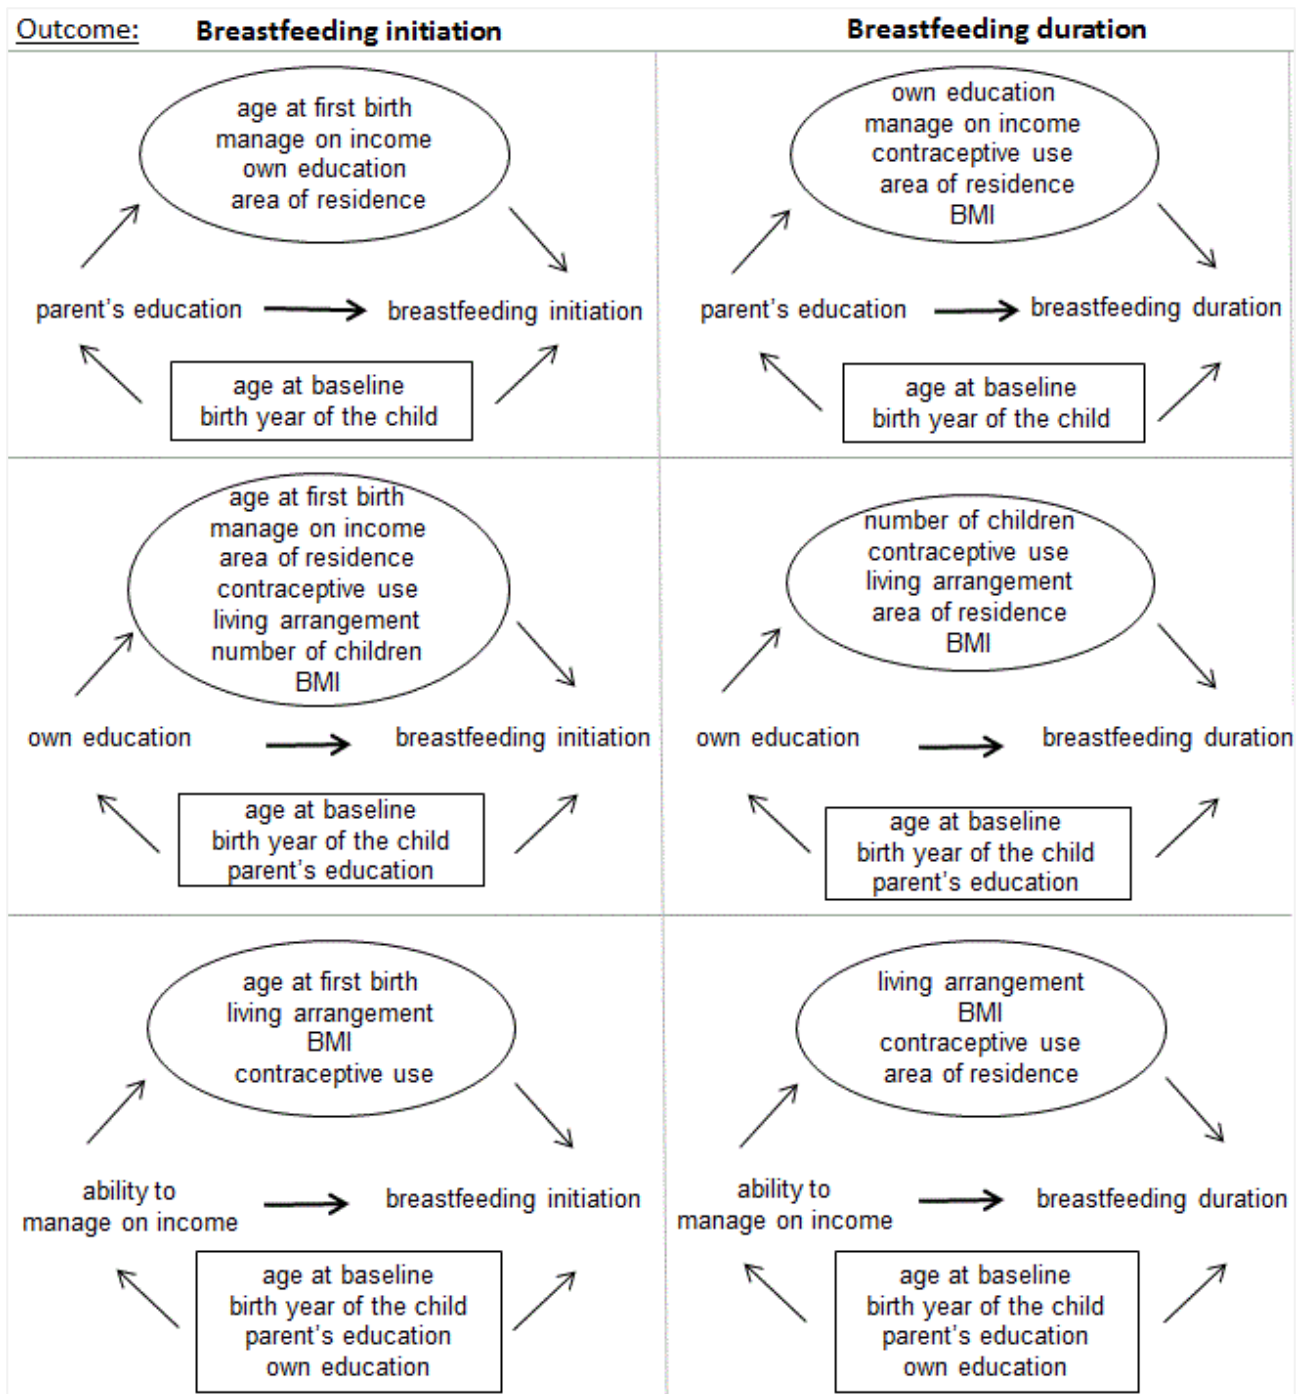 Outcome: Breastfeeding initiation
Breastfeeding duration
age at first birth
manage on income
own education
area of residence
parent's education
breastfeeding initiation
age at baseline
birth year of the child
own education
manage on income
contraceptive use
area of residence
BMI
parent's education
breastfeeding duration
age at baseline
birth year of the child
age at first birth
manage on income
area of residence
contraceptive use
living arrangement
number of children
BMI
own education
breastfeeding initiation
age at baseline
birth year of the child
parent's education
number of children
contraceptive use
living arrangement
area of residence
BMI
own education
breastfeeding duration
age at baseline
birth year of the child
parent's education
age at first birth
living arrangement
BMI
contraceptive use
ability to
manage on income
breastfeeding initiation
age at baseline
birth year of the child
parent's education
own education
living arrangement
BMI
contraceptive use
area of residence
ability to
manage on income
breastfeeding duration
age at baseline
birth year of the child
parent's education
own education